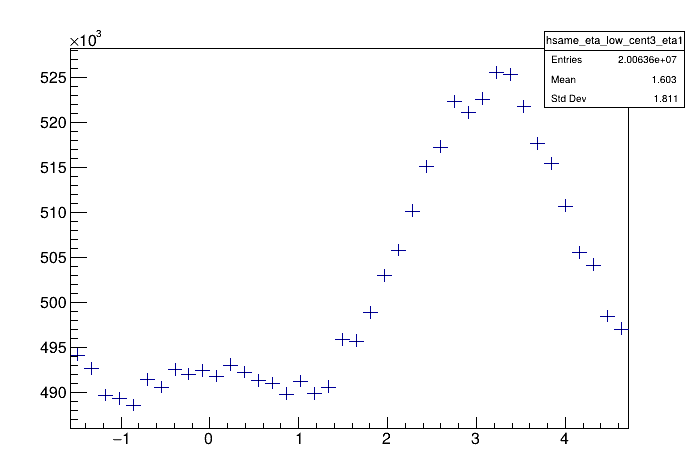 ×10³
hsame_eta_low_cent3_eta1
Entries 2.00636e+07
Mean 1.603
Std Dev 1.811
525
520
515
510
505
500
495
490
−1 0 1 2 3 4